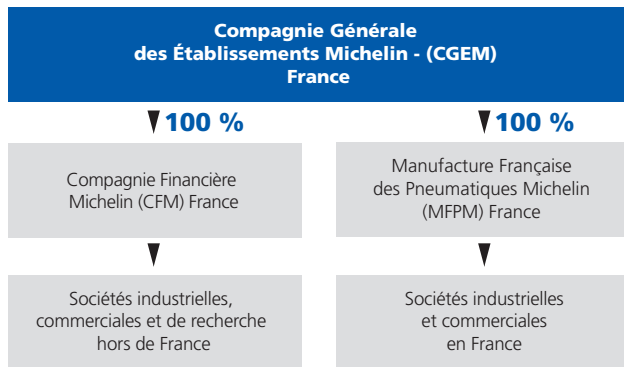 Compagnie Générale
des Établissements Michelin - (CGEM)
France
100 %
100 %
Compagnie Financière
Michelin (CFM) France
Manufacture Française
des Pneumatiques Michelin
(MFPM) France
Sociétés industrielles,
commerciales et de recherche
hors de France
Sociétés industrielles
et commerciales
en France